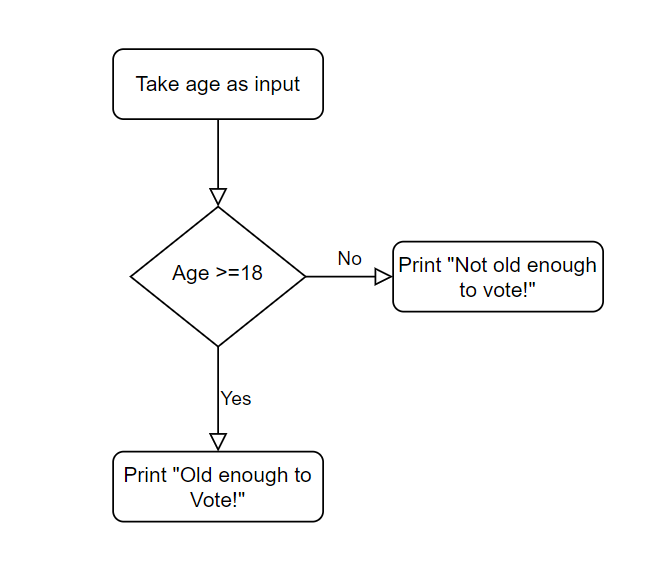 Take age as input
Age >=18
No
Print "Not old enough
to vote!"
Yes
Print "Old enough to
Vote!"